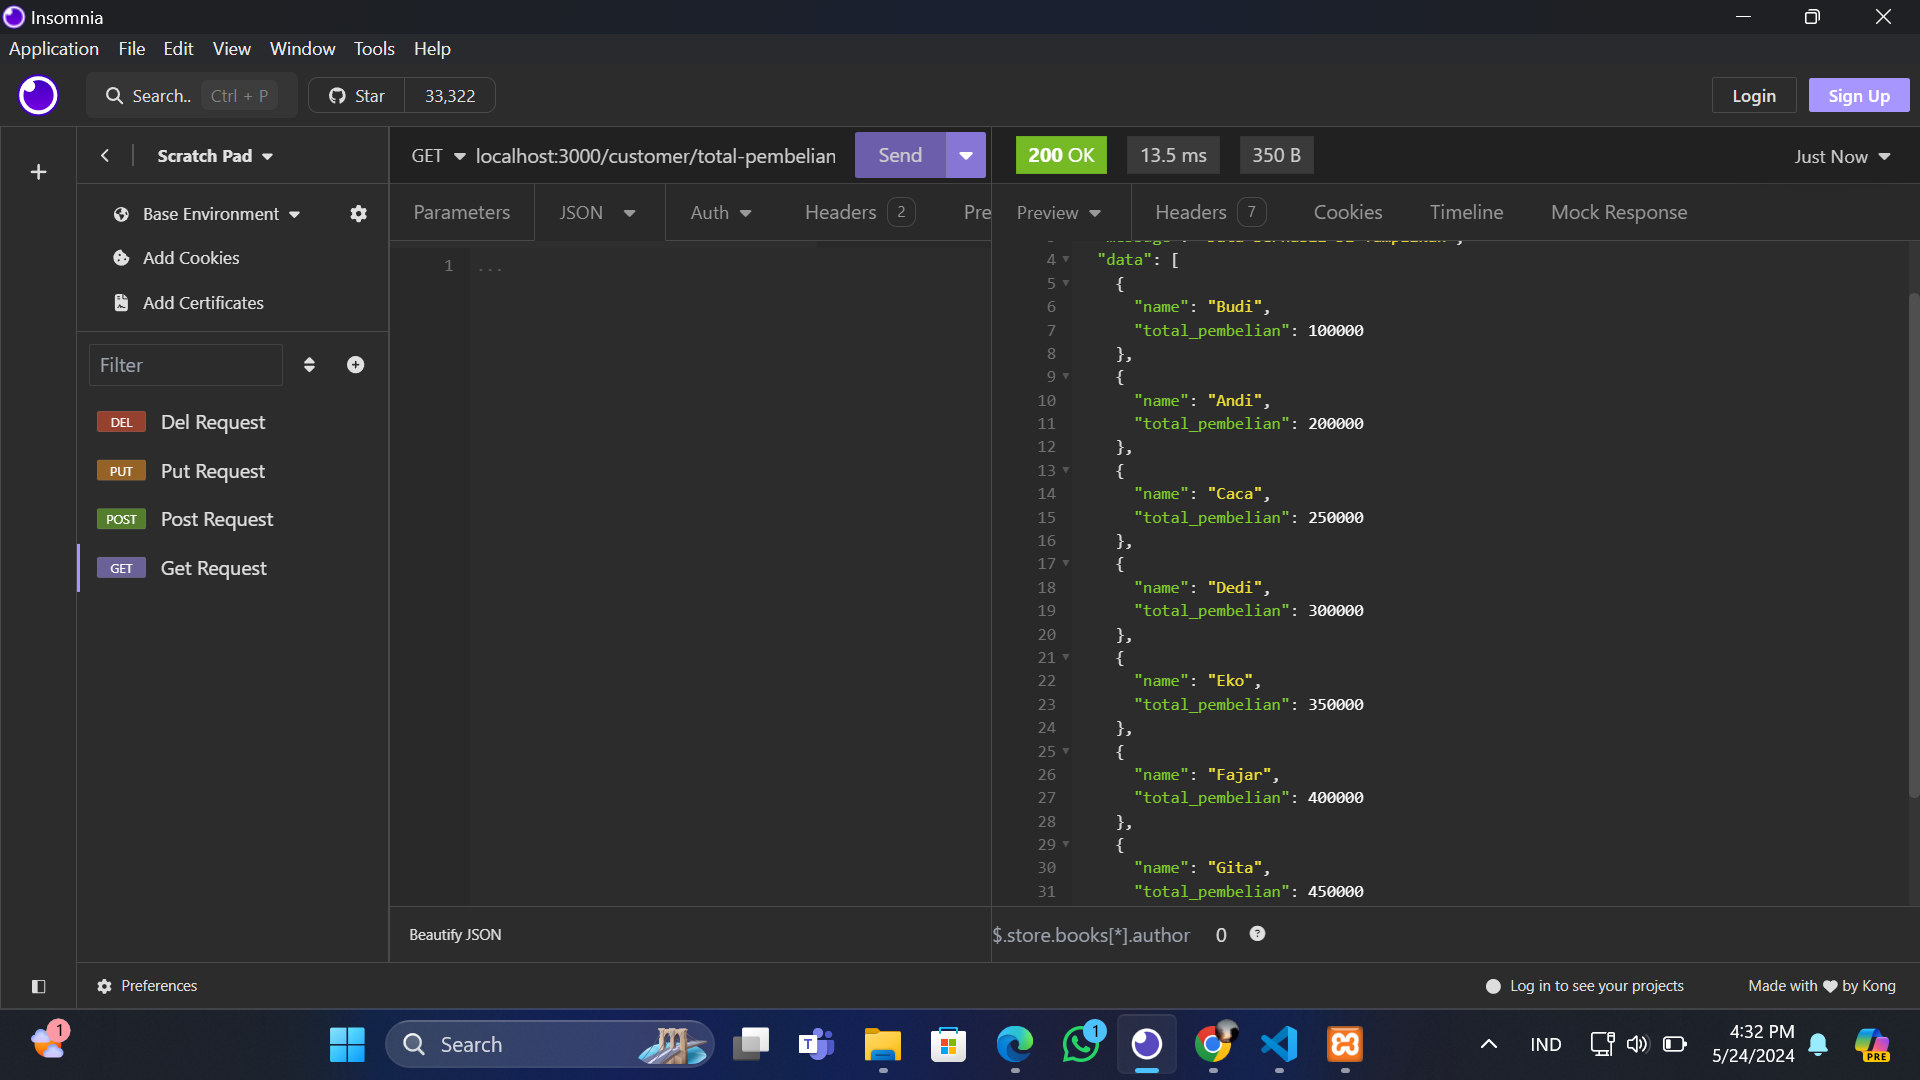 Insomnia
Application File Edit View Window Tools Help
Search.. Ctrl + P
Star 33,322
Login
Sign Up
Scratch Pad
GET localhost:3000/customer/total-pembelian
Send
200 OK
13.5 ms
350 B
Just Now
Base Environment
Add Cookies
Add Certificates
Filter
DEL Del Request
PUT Put Request
POST Post Request
GET Get Request
Parameters JSON Auth Headers 2 Pre
1 ...
Beautify JSON
Preview Headers 7 Cookies Timeline Mock Response
4 "data": [
5 {
6 "name": "Budi",
7 "total_pembelian": 100000
8 },
9 {
10 "name": "Andi",
11 "total_pembelian": 200000
12 },
13 {
14 "name": "Caca",
15 "total_pembelian": 250000
16 },
17 {
18 "name": "Dedi",
19 "total_pembelian": 300000
20 },
21 {
22 "name": "Eko",
23 "total_pembelian": 350000
24 },
25 {
26 "name": "Fajar",
27 "total_pembelian": 400000
28 },
29 {
30 "name": "Gita",
31 "total_pembelian": 450000
$.store.books[*].author 0 ?
Preferences
Log in to see your projects
Made with by Kong
1
Search
T
1
IND
4:32 PM
5/24/2024
PRE